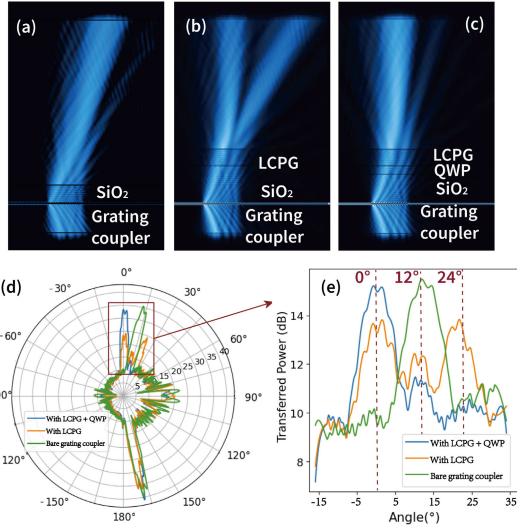 (a)
SiO₂
Grating
coupler
(b)
LCPG
SiO₂
Grating
coupler
(c)
LCPG
QWP
SiO₂
Grating
coupler
(d)
0°
-30°
30°
-60°
60°
-90°
90°
-120°
120°
-150°
150°
180°
5
10
15
20
25
30
35
40
With LCPG + QWP
With LCPG
Bare grating coupler
(e)
0° 12° 24°
Transferred Power (dB)
14
12
10
8
-15 -5 5 15 25 35
Angle(°)
With LCPG + QWP
With LCPG
Bare grating coupler